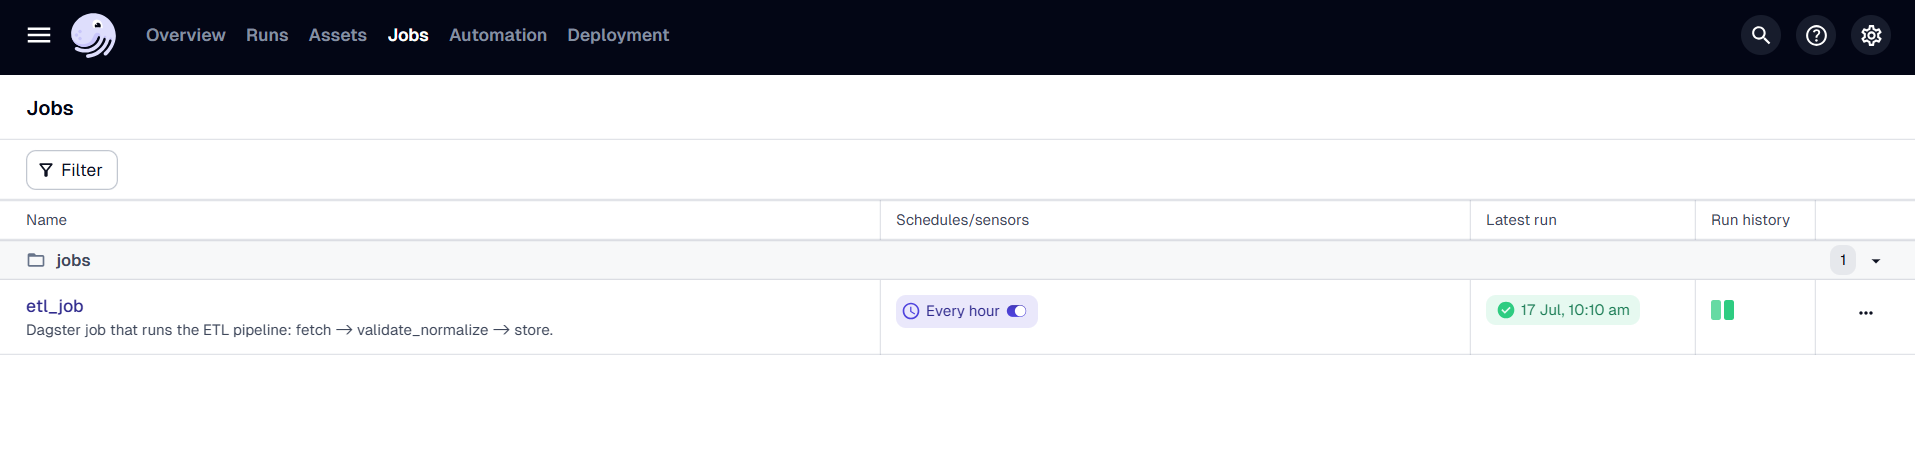 Overview Runs Assets Jobs Automation Deployment
Jobs
Filter
Name Schedules/sensors Latest run Run history
jobs 1
etl_job Every hour 17 Jul, 10:10 am
Dagster job that runs the ETL pipeline: fetch → validate_normalize → store.